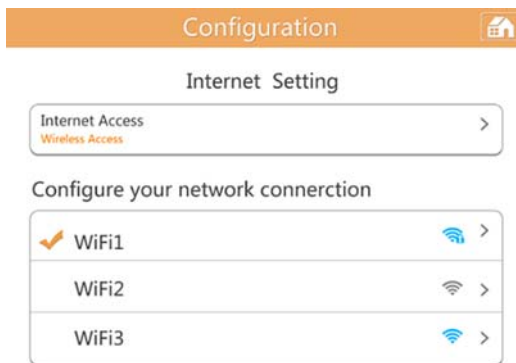 Configuration
Internet Setting
Internet Access
Wireless Access
Configure your network connerction
WiFi1
WiFi2
WiFi3